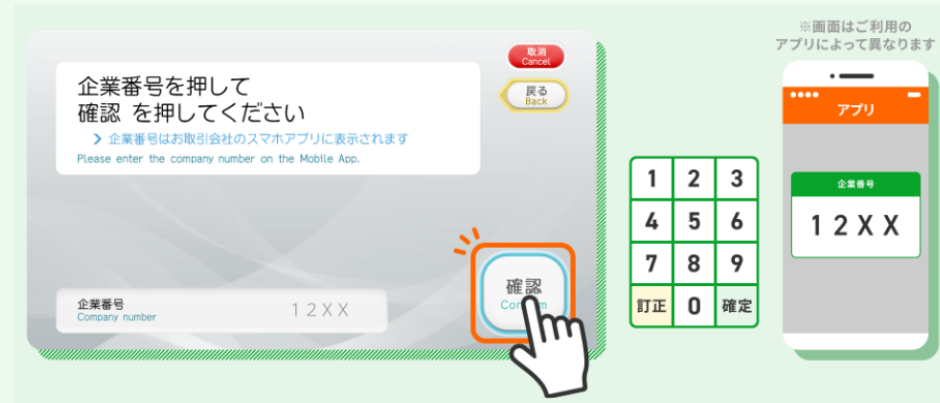 取消
Cancel
戻る
Back
企業番号を押して
確認 を押してください
> 企業番号はお取引会社のスマホアプリに表示されます
Please enter the company number on the Mobile App.
確認
企業番号
Company number
12XX
1 2 3
4 5 6
7 8 9
訂正 0 確定
※画面はご利用の
アプリによって異なります
アプリ
企業番号
12XX